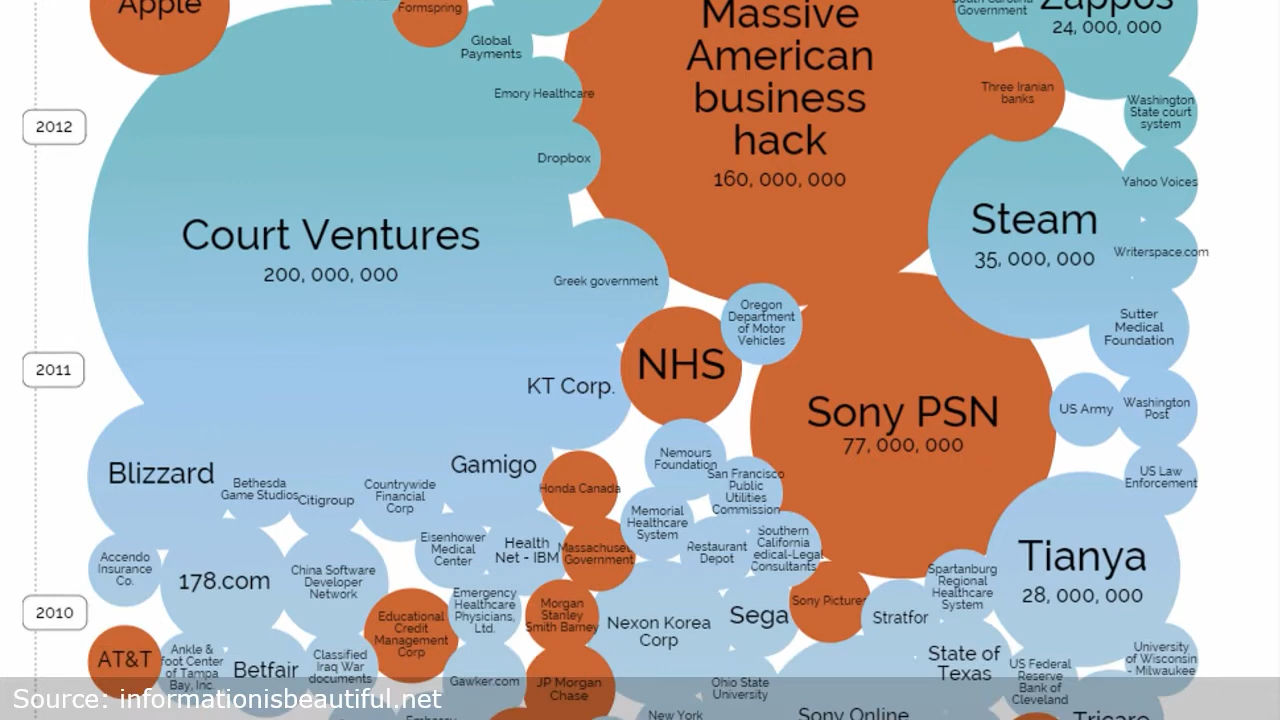 Apple
Formspring
Global
Payments
Massive
American
business
hack
160, 000, 000
Government
Zappos
24, 000, 000
Emory Healthcare
Three Iranian
banks
Washington
State court
system
2012
Dropbox
Yahoo Voices
Court Ventures
200, 000, 000
Steam
35, 000, 000
Writerspace.com
Greek government
Oregon
Department
of Motor
Vehicles
Sutter
Medical
Foundation
2011
KT Corp.
NHS
Sony PSN
77, 000, 000
US Army
Washington
Post
Blizzard
Bethesda
Game Studios
Citigroup
Countrywide
Financial
Corp
Gamigo
Honda Canada
Nemours
Foundation
San Francisco
Public
Utilities
Commission
US Law
Enforcement
Accendo
Insurance
Co.
178.com
China Software
Developer
Network
Eisenhower
Medical
Center
Health
Net - IBM
Massachuset
Government
Memorial
Healthcare
System
Restaurant
Depot
Southern
California
edical-Legal
Consultants
Tianya
28, 000, 000
Spartanburg
Regional
Healthcare
System
2010
Educational
Credit
Management
Corp
Emergency
Healthcare
Physicians,
Ltd.
Morgan
Stanley
Smith Barney
Nexon Korea
Corp
Sega
Sony Pictures
Stratfor
AT&T
Ankle &
foot Center
of Tampa
Bay, Inc
Betfair
Classified
Iraq War
documents
Gawker.com
JP Morgan
Chase
Ohio State
University
State of
Texas
US Federal
Reserve
Bank of
Cleveland
University
of Wisconsin
- Milwaukee
New York
Sony Online
Tricare
Source: informationisbeautiful.net